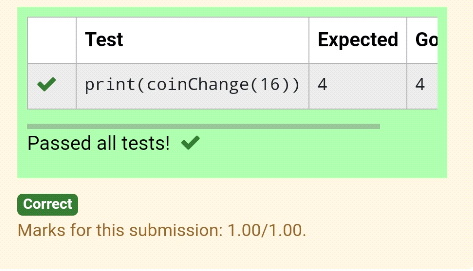 Test Expected Go
print(coinChange(16)) 4 4
Passed all tests!
Correct
Marks for this submission: 1.00/1.00.